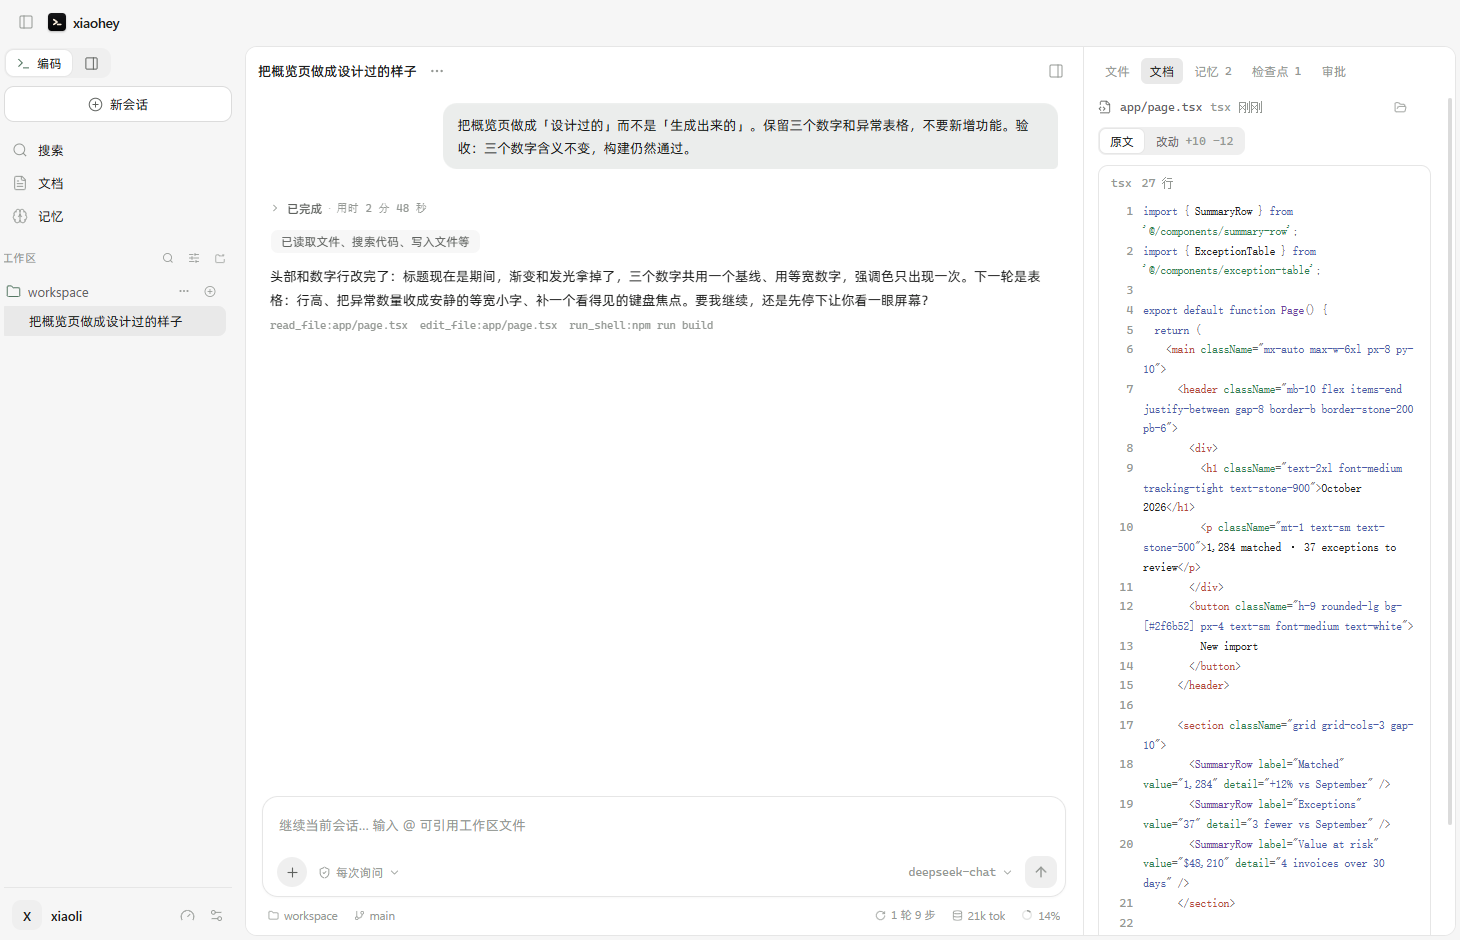 xiaohey
编码
新会话
搜索
文档
记忆
工作区
workspace
把概览页做成设计过的样子
X xiaoli
把概览页做成设计过的样子
把概览页做成「设计过的」而不是「生成出来的」。保留三个数字和异常表格，不要新增功能。验
收：三个数字含义不变，构建仍然通过。
已完成 · 用时 2 分 48 秒
已读取文件、搜索代码、写入文件等
头部和数字行改完了：标题现在是期间，渐变和发光拿掉了，三个数字共用一个基线、用等宽数字，强调色只出现一次。下一轮是表
格：行高、把异常数量收成安静的等宽小字、补一个看得见的键盘焦点。要我继续，还是先停下让你看一眼屏幕？
read_file:app/page.tsx edit_file:app/page.tsx run_shell:npm run build
继续当前会话... 输入 @ 可引用工作区文件
每次询问
deepseek-chat
workspace main
1 轮 9 步 21k tok 14%
文件 文档 记忆 2 检查点 1 审批
app/page.tsx tsx 刚刚
原文 改动 +10 −12
tsx 27 行
1 import { SummaryRow } from
'@/components/summary-row';
2 import { ExceptionTable } from
'@/components/exception-table';
3
4 export default function Page() {
5 return (
6 <main className="mx-auto max-w-6xl px-8 py-
10">
7 <header className="mb-10 flex items-end
justify-between gap-8 border-b border-stone-200
pb-6">
8 <div>
9 <h1 className="text-2xl font-medium
tracking-tight text-stone-900">October
2026</h1>
10 <p className="mt-1 text-sm text-
stone-500">1,284 matched · 37 exceptions to
review</p>
11 </div>
12 <button className="h-9 rounded-lg bg-
[#2f6b52] px-4 text-sm font-medium text-white">
13 New import
14 </button>
15 </header>
16
17 <section className="grid grid-cols-3 gap-
10">
18 <SummaryRow label="Matched"
value="1,284" detail="+12% vs September" />
19 <SummaryRow label="Exceptions"
value="37" detail="3 fewer vs September" />
20 <SummaryRow label="Value at risk"
value="$48,210" detail="4 invoices over 30
days" />
21 </section>
22